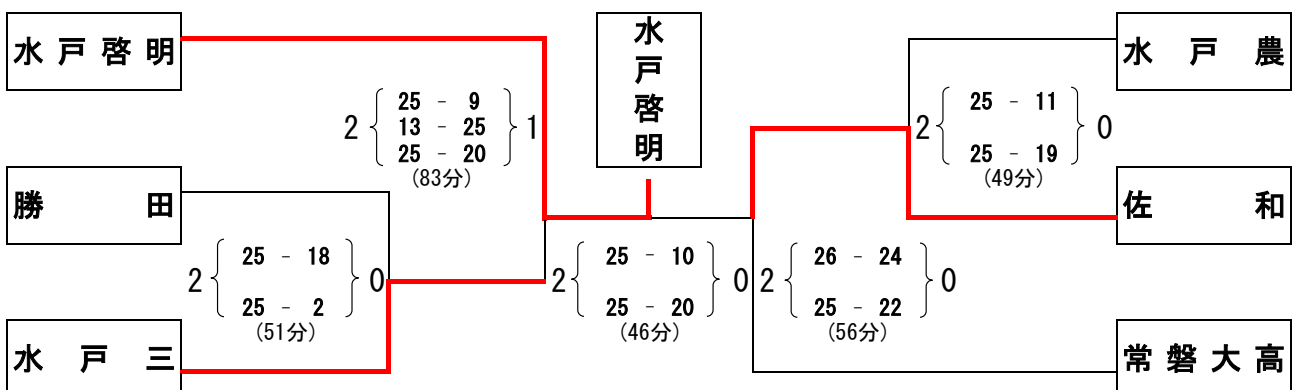 水戸啓明
水戸啓明
水戸農
2 25 - 9 1
13 - 25
25 - 20
(83分)
2 25 - 11 0
25 - 19
(49分)
勝田
佐和
2 25 - 18 0
25 - 2
(51分)
2 25 - 10 0
25 - 20
(46分)
2 26 - 24 0
25 - 22
(56分)
水戸三
常磐大高